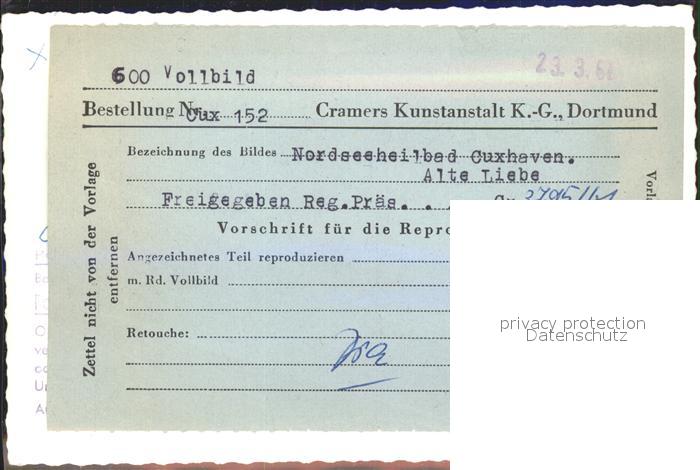 600 Vollbild
23. 3. 61
Bestellung Nr. Cux 152 Cramers Kunstanstalt K.-G., Dortmund
Bezeichnung des Bildes Nordseeheilbad Cuxhaven.
Alte Liebe
Freigegeben Reg.Präs. . .
Vorschrift für die Repro
Angezeichnetes Teil reproduzieren
m. Rd. Vollbild
Retouche:
Zettel nicht von der Vorlage
entfernen
privacy protection
Datenschutz